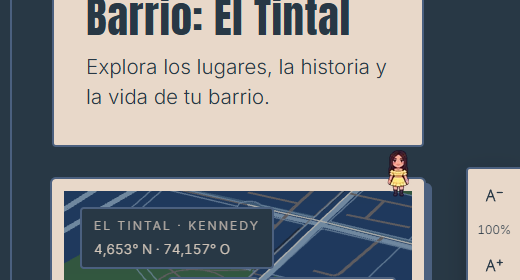 Barrio: El Tintal
Explora los lugares, la historia y
la vida de tu barrio.
EL TINTAL · KENNEDY
4,653° N · 74,157° O
A−
100%
A+